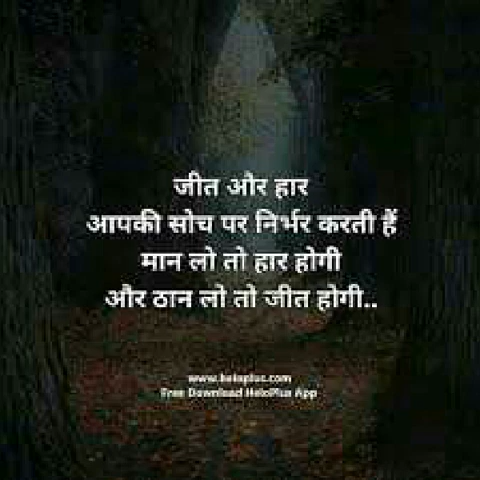 जीत और हार
आपकी सोच पर निर्भर करती हैं
मान लो तो हार होगी
और ठान लो तो जीत होगी..
www.heloplus.com
Free Download HeloPlus App